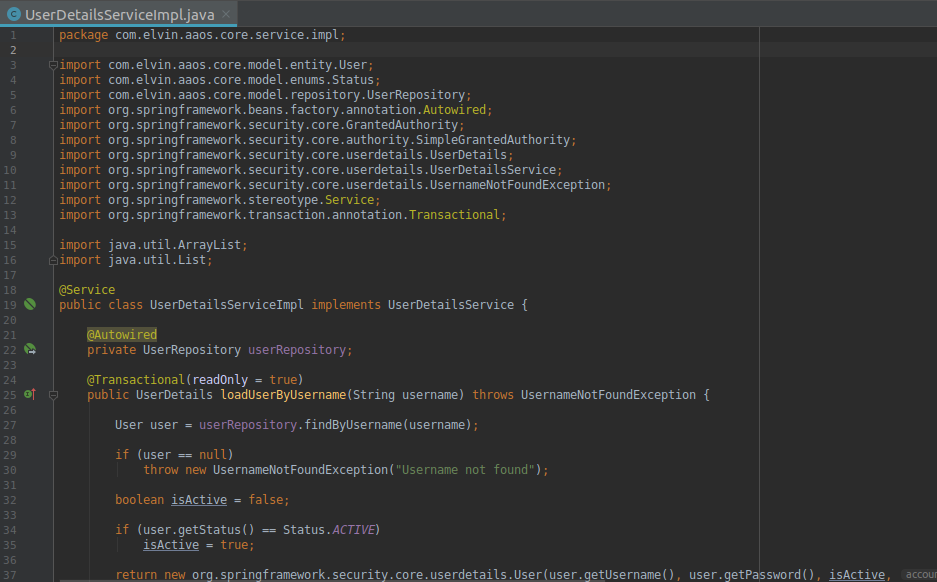 UserDetailsServiceImpl.java
1 package com.elvin.aaos.core.service.impl;
2
3 import com.elvin.aaos.core.model.entity.User;
4 import com.elvin.aaos.core.model.enums.Status;
5 import com.elvin.aaos.core.model.repository.UserRepository;
6 import org.springframework.beans.factory.annotation.Autowired;
7 import org.springframework.security.core.GrantedAuthority;
8 import org.springframework.security.core.authority.SimpleGrantedAuthority;
9 import org.springframework.security.core.userdetails.UserDetails;
10 import org.springframework.security.core.userdetails.UserDetailsService;
11 import org.springframework.security.core.userdetails.UsernameNotFoundException;
12 import org.springframework.stereotype.Service;
13 import org.springframework.transaction.annotation.Transactional;
14
15 import java.util.ArrayList;
16 import java.util.List;
17
18 @Service
19 public class UserDetailsServiceImpl implements UserDetailsService {
20
21 @Autowired
22 private UserRepository userRepository;
23
24 @Transactional(readOnly = true)
25 public UserDetails loadUserByUsername(String username) throws UsernameNotFoundException {
26
27 User user = userRepository.findByUsername(username);
28
29 if (user == null)
30 throw new UsernameNotFoundException("Username not found");
31
32 boolean isActive = false;
33
34 if (user.getStatus() == Status.ACTIVE)
35 isActive = true;
36
37 return new org.springframework.security.core.userdetails.User(user.getUsername(), user.getPassword(), isActive,